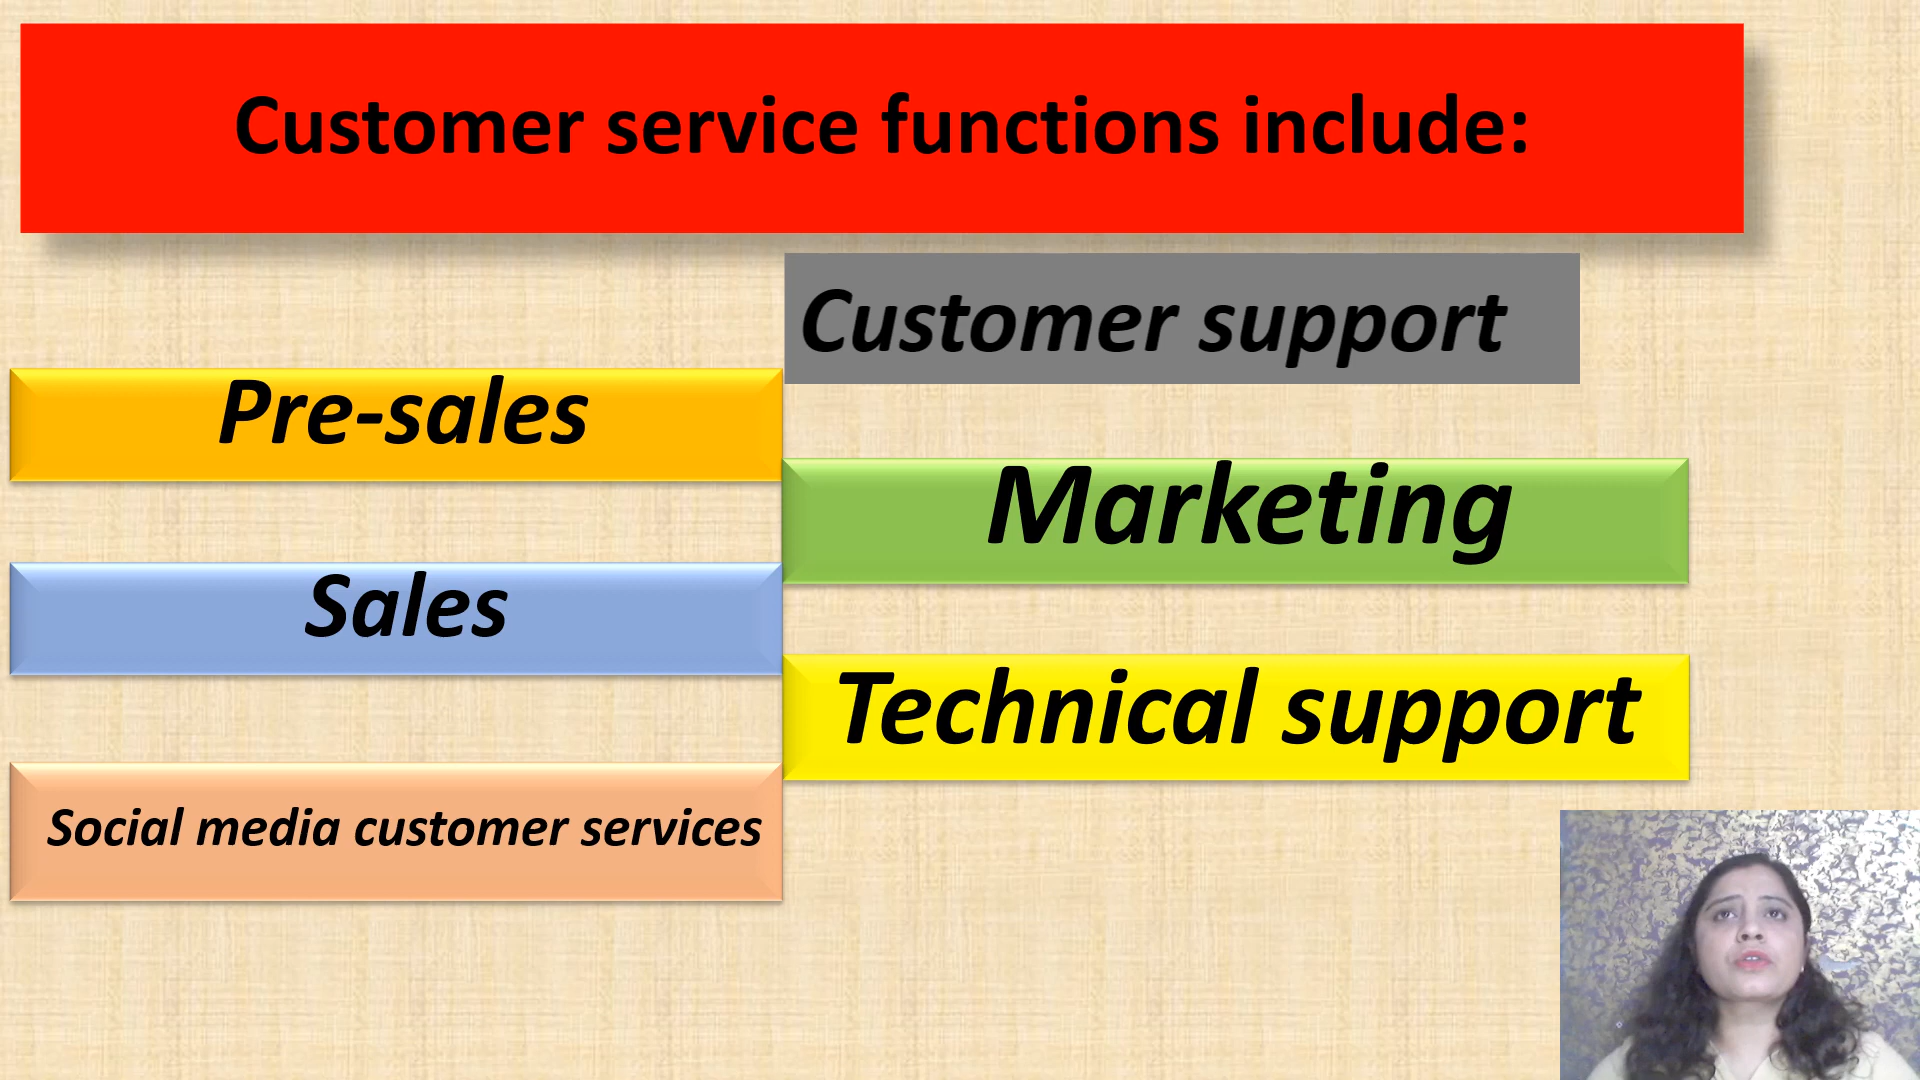 Customer service functions include:
Customer support
Pre-sales
Marketing
Sales
Technical support
Social media customer services